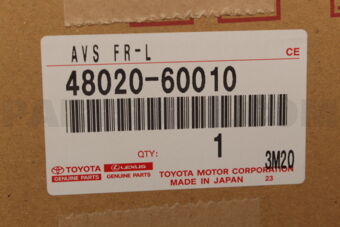 AVS FR-L
CE
48020-60010
QTY: 1
3M20
TOYOTA
GENUINE PARTS
LEXUS
GENUINE PARTS
TOYOTA MOTOR CORPORATION
MADE IN JAPAN 23